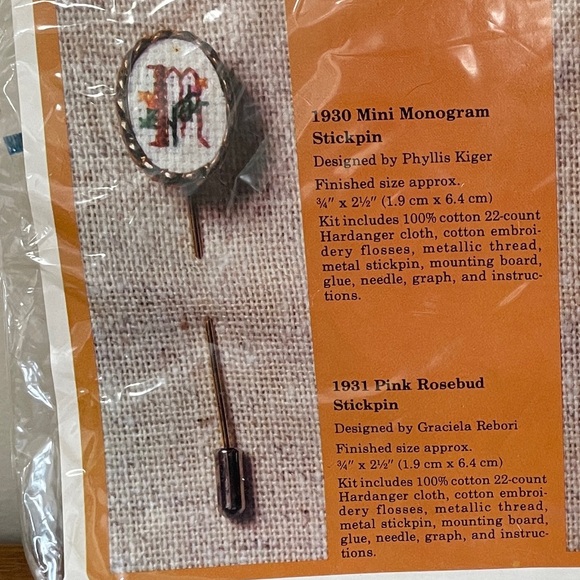 1930 Mini Monogram
Stickpin
Designed by Phyllis Kiger
Finished size approx.
¾" x 2½" (1.9 cm x 6.4 cm)
Kit includes 100% cotton 22-count
Hardanger cloth, cotton embroi-
dery flosses, metallic thread,
metal stickpin, mounting board,
glue, needle, graph, and instruc-
tions.
1931 Pink Rosebud
Stickpin
Designed by Graciela Rebori
Finished size approx.
¾" x 2½" (1.9 cm x 6.4 cm)
Kit includes 100% cotton 22-count
Hardanger cloth, cotton embroi-
dery flosses, metallic thread,
metal stickpin, mounting board,
glue, needle, graph, and instruc-
tions.
m